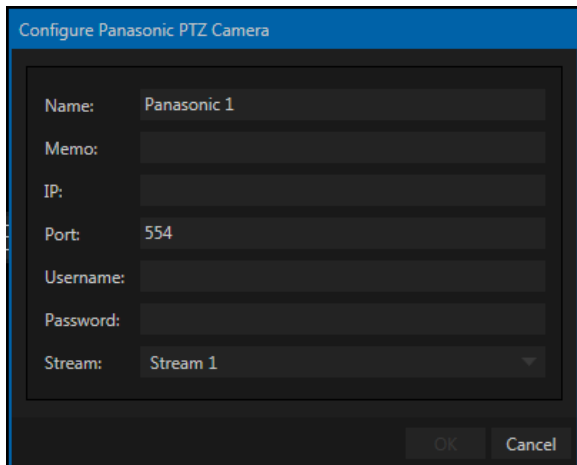 Configure Panasonic PTZ Camera
Name: Panasonic 1
Memo:
IP:
Port: 554
Username:
Password:
Stream: Stream 1
OK Cancel